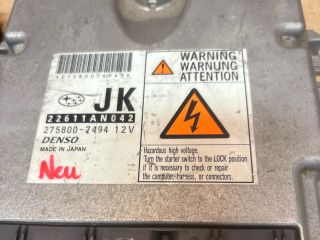 JK
22611AN042
275800-2494 12V
DENSO
MADE IN JAPAN
Neu
WARNING
WARNUNG
ATTENTION
Hazardous high voltage.
Turn the starter switch to the LOCK position
if it is necessary to check or repair
the computer, harness, or connectors.